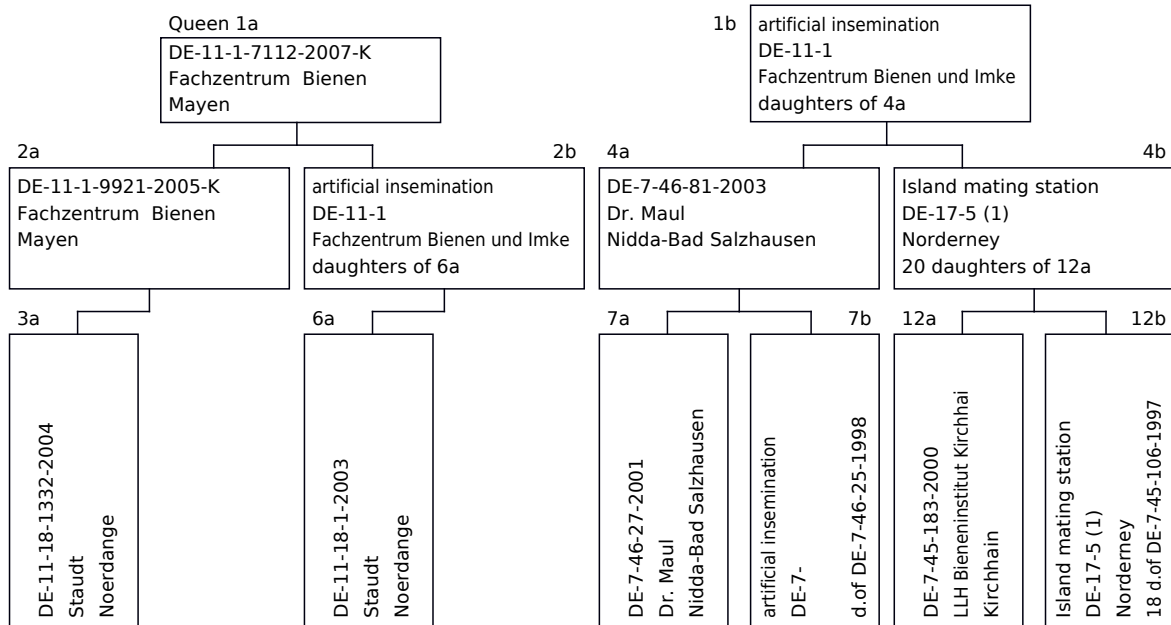 Queen 1a
DE-11-1-7112-2007-K
Fachzentrum Bienen
Mayen
1b
artificial insemination
DE-11-1
Fachzentrum Bienen und Imke
daughters of 4a
2a
DE-11-1-9921-2005-K
Fachzentrum Bienen
Mayen
2b
artificial insemination
DE-11-1
Fachzentrum Bienen und Imke
daughters of 6a
4a
DE-7-46-81-2003
Dr. Maul
Nidda-Bad Salzhausen
4b
Island mating station
DE-17-5 (1)
Norderney
20 daughters of 12a
3a
DE-11-18-1332-2004
Staudt
Noerdange
6a
DE-11-18-1-2003
Staudt
Noerdange
7a
DE-7-46-27-2001
Dr. Maul
Nidda-Bad Salzhausen
7b
artificial insemination
DE-7-
d.of DE-7-46-25-1998
12a
DE-7-45-183-2000
LLH Bieneninstitut Kirchhai
Kirchhain
12b
Island mating station
DE-17-5 (1)
Norderney
18 d.of DE-7-45-106-1997